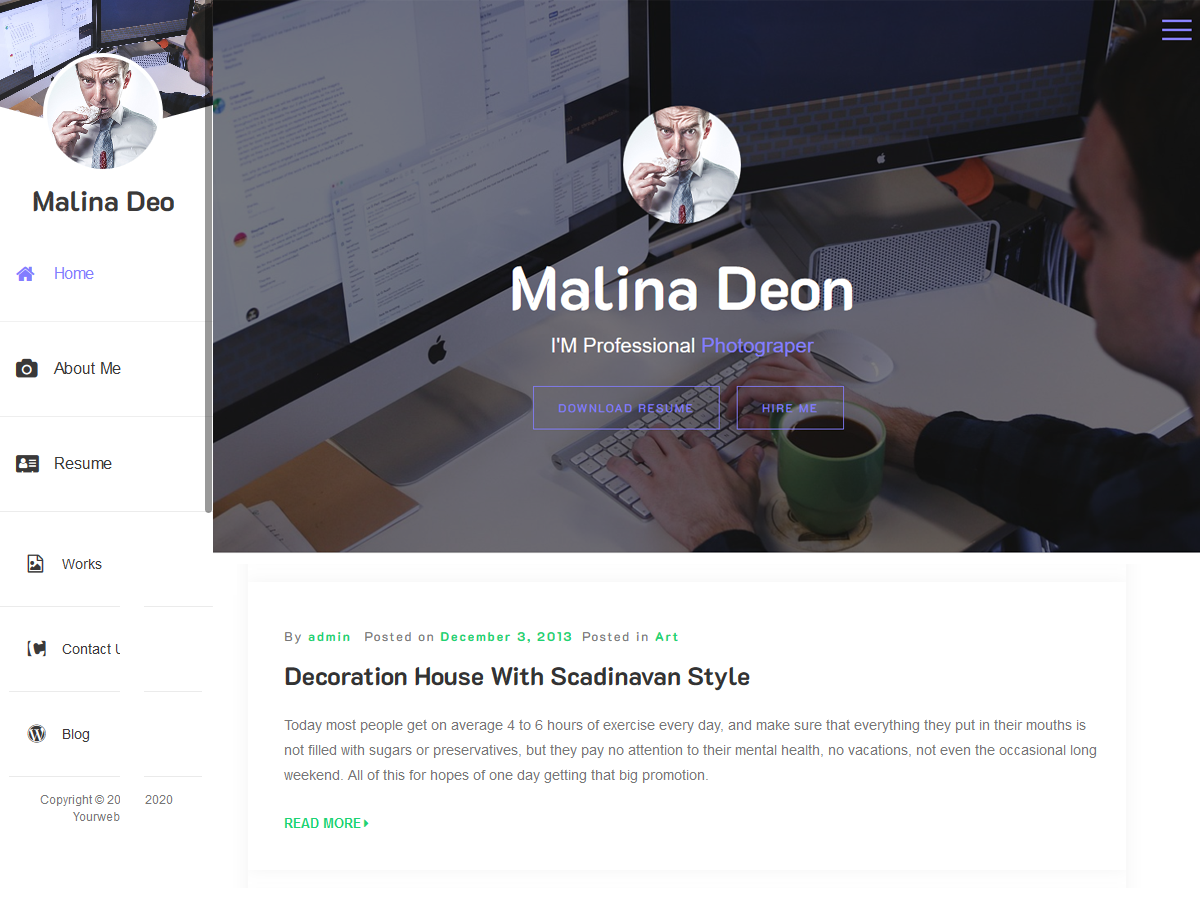 Malina Deo
Home
About Me
Resume
Works
Contact U
Blog
Copyright © 20 2020
Yourweb
Malina Deon
I'M Professional Photograper
DOWNLOAD RESUME
HIRE ME
By admin Posted on December 3, 2013 Posted in Art
Decoration House With Scadinavan Style
Today most people get on average 4 to 6 hours of exercise every day, and make sure that everything they put in their mouths is
not filled with sugars or preservatives, but they pay no attention to their mental health, no vacations, not even the occasional long
weekend. All of this for hopes of one day getting that big promotion.
READ MORE